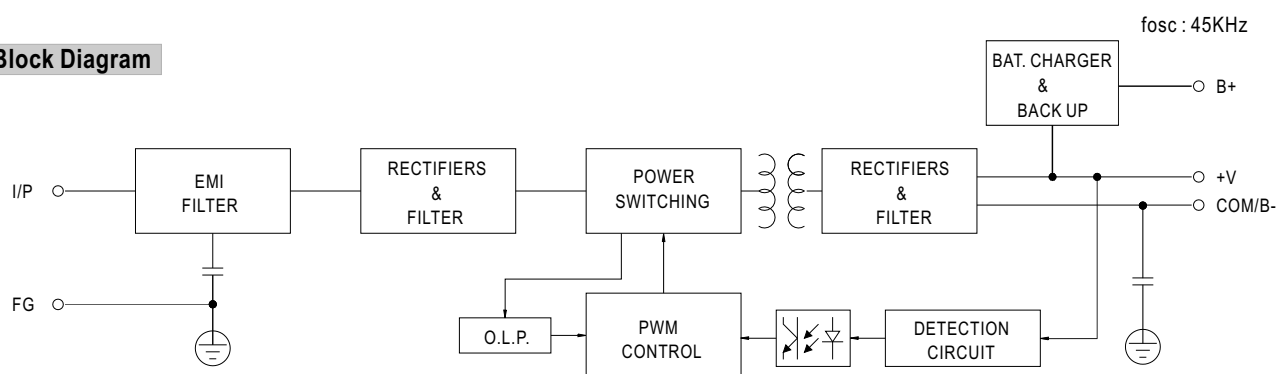 fosc : 45KHz
Block Diagram
BAT. CHARGER
&
BACK UP
B+
I/P
EMI
FILTER
RECTIFIERS
&
FILTER
POWER
SWITCHING
RECTIFIERS
&
FILTER
+V
COM/B-
FG
O.L.P.
PWM
CONTROL
DETECTION
CIRCUIT